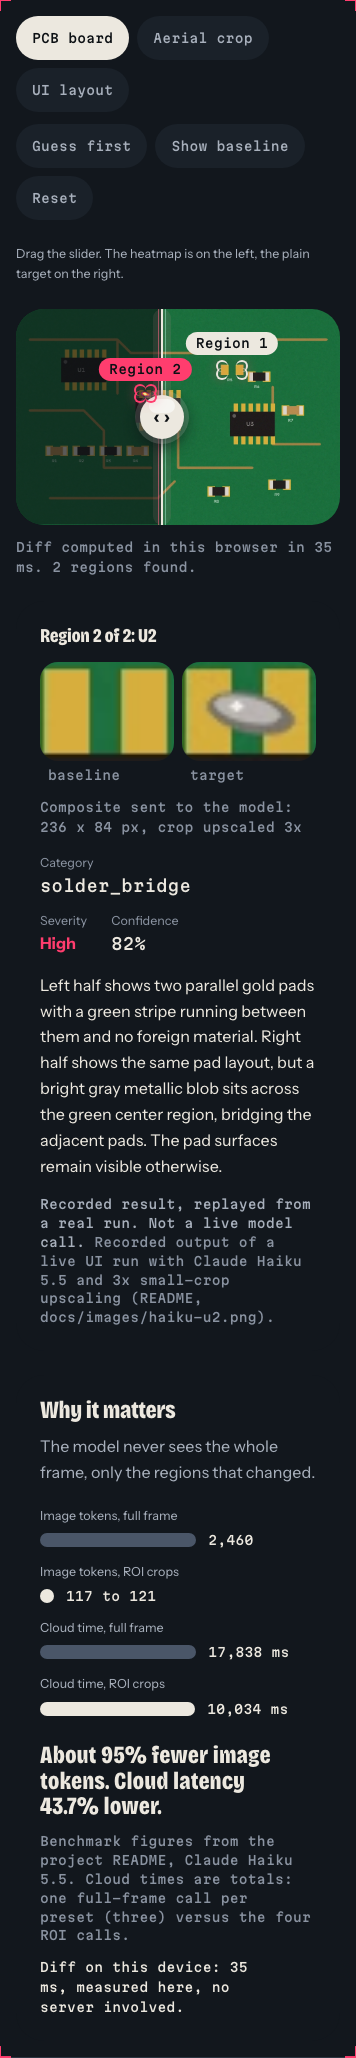 PCB board
Aerial crop
UI layout
Guess first
Show baseline
Reset
Drag the slider. The heatmap is on the left, the plain
target on the right.
Region 1
Region 2
U1
U3
Diff computed in this browser in 35
ms. 2 regions found.
Region 2 of 2: U2
baseline
target
Composite sent to the model:
236 x 84 px, crop upscaled 3x
Category
solder_bridge
Severity
Confidence
High
82%
Left half shows two parallel gold pads
with a green stripe running between
them and no foreign material. Right
half shows the same pad layout, but a
bright gray metallic blob sits across
the green center region, bridging the
adjacent pads. The pad surfaces
remain visible otherwise.
Recorded result, replayed from
a real run. Not a live model
call. Recorded output of a
live UI run with Claude Haiku
5.5 and 3x small-crop
upscaling (README,
docs/images/haiku-u2.png).
Why it matters
The model never sees the whole
frame, only the regions that changed.
Image tokens, full frame
2,460
Image tokens, ROI crops
117 to 121
Cloud time, full frame
17,838 ms
Cloud time, ROI crops
10,034 ms
About 95% fewer image
tokens. Cloud latency
43.7% lower.
Benchmark figures from the
project README, Claude Haiku
5.5. Cloud times are totals:
one full-frame call per
preset (three) versus the four
ROI calls.
Diff on this device: 35
ms, measured here, no
server involved.